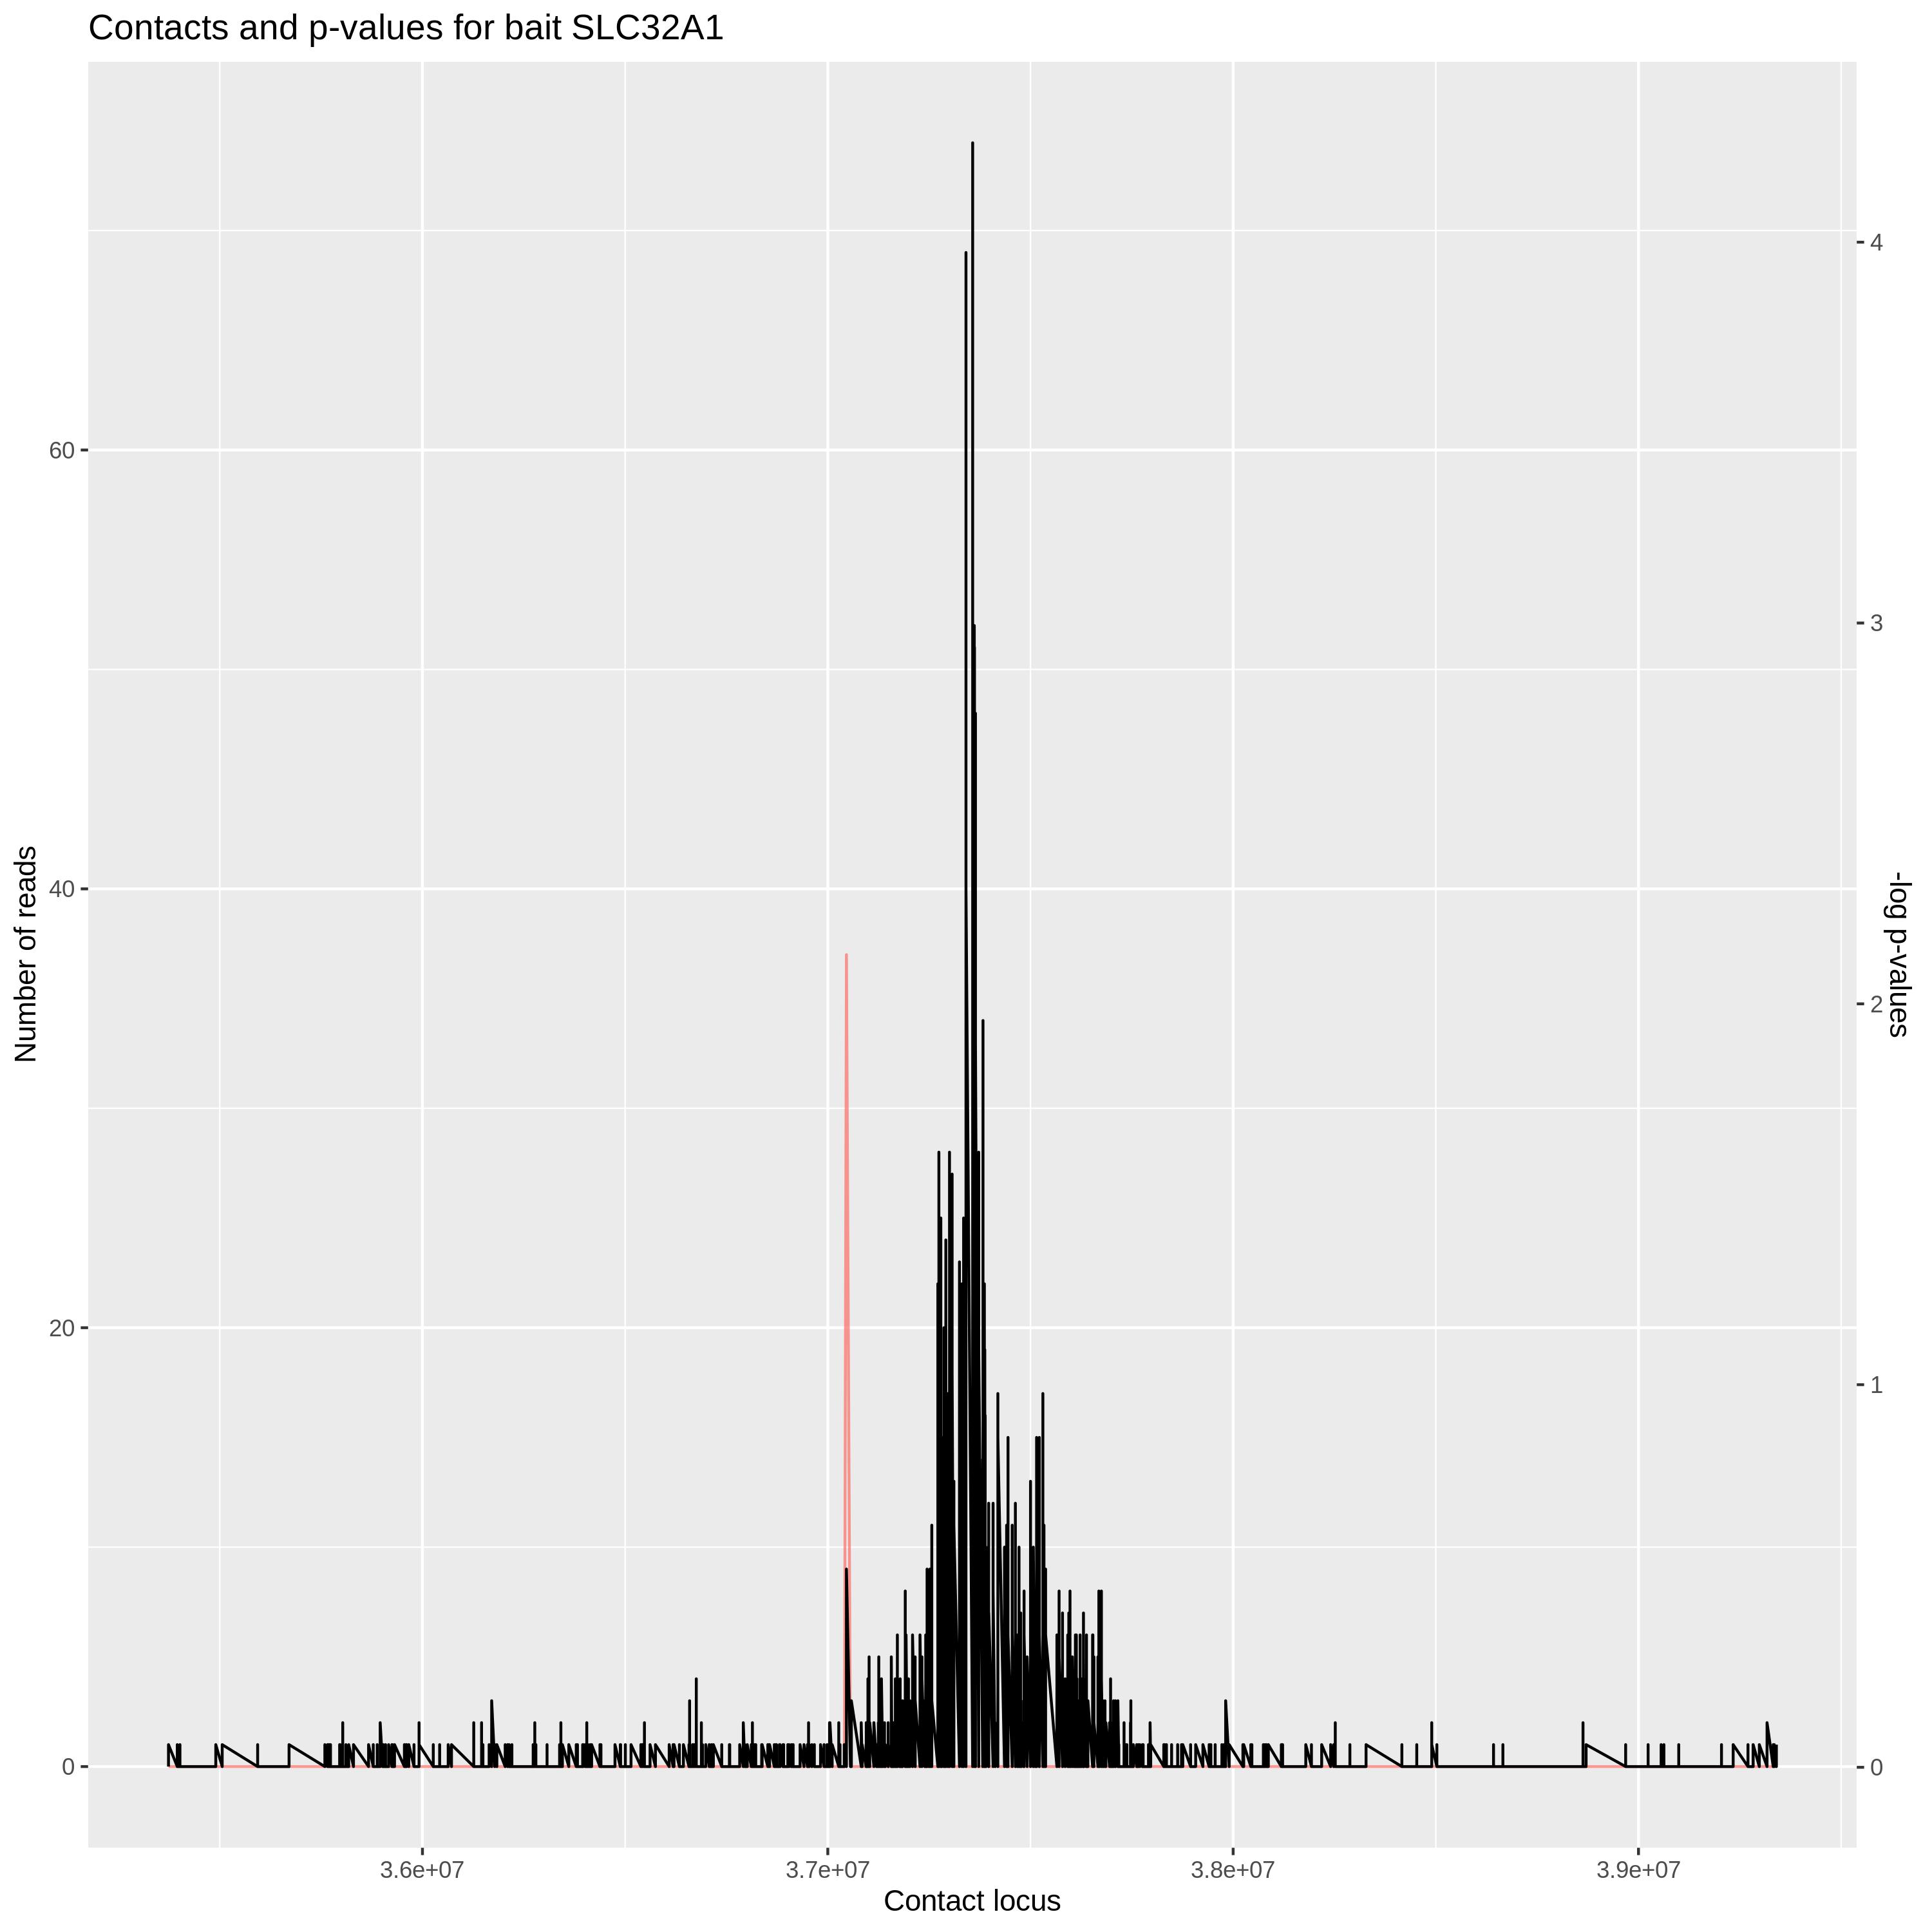 Contacts and p-values for bait SLC32A1
Number of reads
60
40
20
0
4
3
2
1
0
-log p-values
3.6e+07
3.7e+07
3.8e+07
3.9e+07
Contact locus